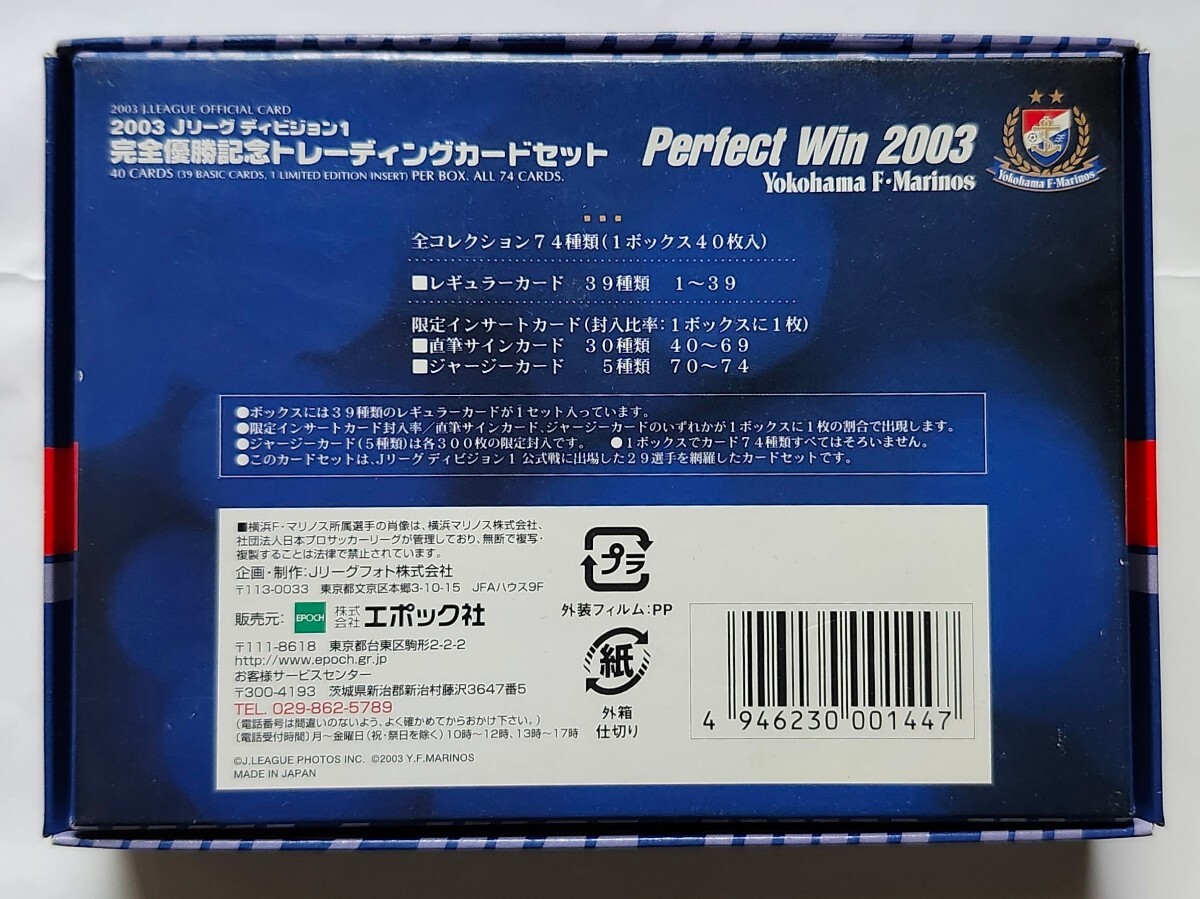 2003 J.LEAGUE OFFICIAL CARD
2003 Jリーグ ディビジョン1
完全優勝記念トレーディングカードセット
40 CARDS (39 BASIC CARDS, 1 LIMITED EDITION INSERT) PER BOX. ALL 74 CARDS.
Perfect Win 2003
Yokohama F・Marinos
Yokohama F・Marinos
全コレクション74種類(1ボックス40枚入)
■レギュラーカード 39種類 1〜39
限定インサートカード(封入比率:1ボックスに1枚)
■直筆サインカード 30種類 40〜69
■ジャージーカード 5種類 70〜74
●ボックスには39種類のレギュラーカードが1セット入っています。
●限定インサートカード封入率/直筆サインカード、ジャージーカードのいずれかが1ボックスに1枚の割合で出現します。
●ジャージーカード(5種類)は各300枚の限定封入です。 ●1ボックスでカード74種類すべてはそろいません。
●このカードセットは、Jリーグ ディビジョン1 公式戦に出場した29選手を網羅したカードセットです。
■横浜F・マリノス所属選手の肖像は、横浜マリノス株式会社、
社団法人日本プロサッカーリーグが管理しており、無断で複写・
複製することは法律で禁止されています。
企画・制作:Jリーグフォト株式会社
〒113-0033 東京都文京区本郷3-10-15 JFAハウス9F
販売元: EPOCH 株式会社 エポック社
〒111-8618 東京都台東区駒形2-2-2
http://www.epoch.gr.jp
お客様サービスセンター
〒300-4193 茨城県新治郡新治村藤沢3647番5
TEL. 029-862-5789
(電話番号は間違いのないよう、よく確かめてからおかけ下さい。)
〔電話受付時間〕月〜金曜日(祝・祭日を除く)10時〜12時、13時〜17時
©J.LEAGUE PHOTOS INC. ©2003 Y.F.MARINOS
MADE IN JAPAN
プラ
外装フィルム:PP
紙
外箱
仕切り
4 946230 001447